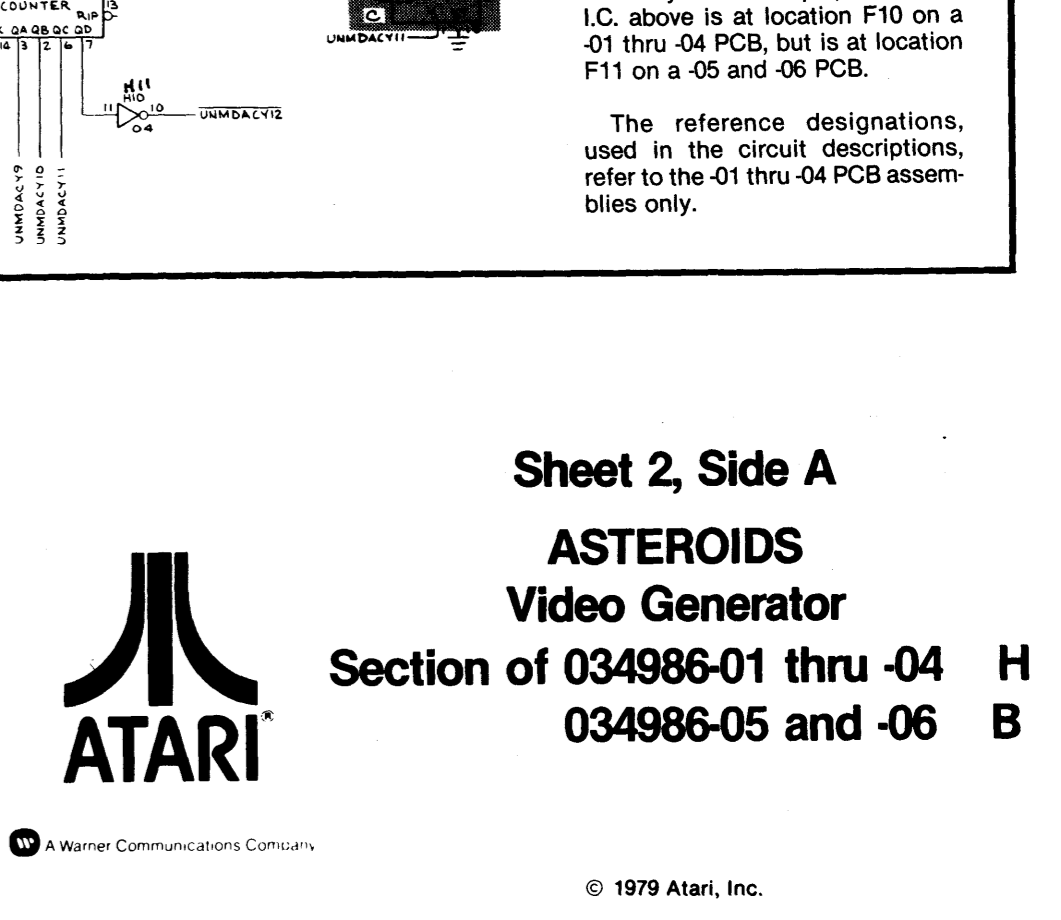 COUNTER
RIP
13
QA QB QC QD
14 3 2 6 7
H11
H10
11 10
04
UNMDACY12
UNMDACY9
UNMDACY10
UNMDACY11
C
UNMDACY11
I.C. above is at location F10 on a
-01 thru -04 PCB, but is at location
F11 on a -05 and -06 PCB.
The reference designations,
used in the circuit descriptions,
refer to the -01 thru -04 PCB assem-
blies only.
Sheet 2, Side A
ASTEROIDS
Video Generator
Section of 034986-01 thru -04 H
034986-05 and -06 B
ATARI®
A Warner Communications Company
© 1979 Atari, Inc.